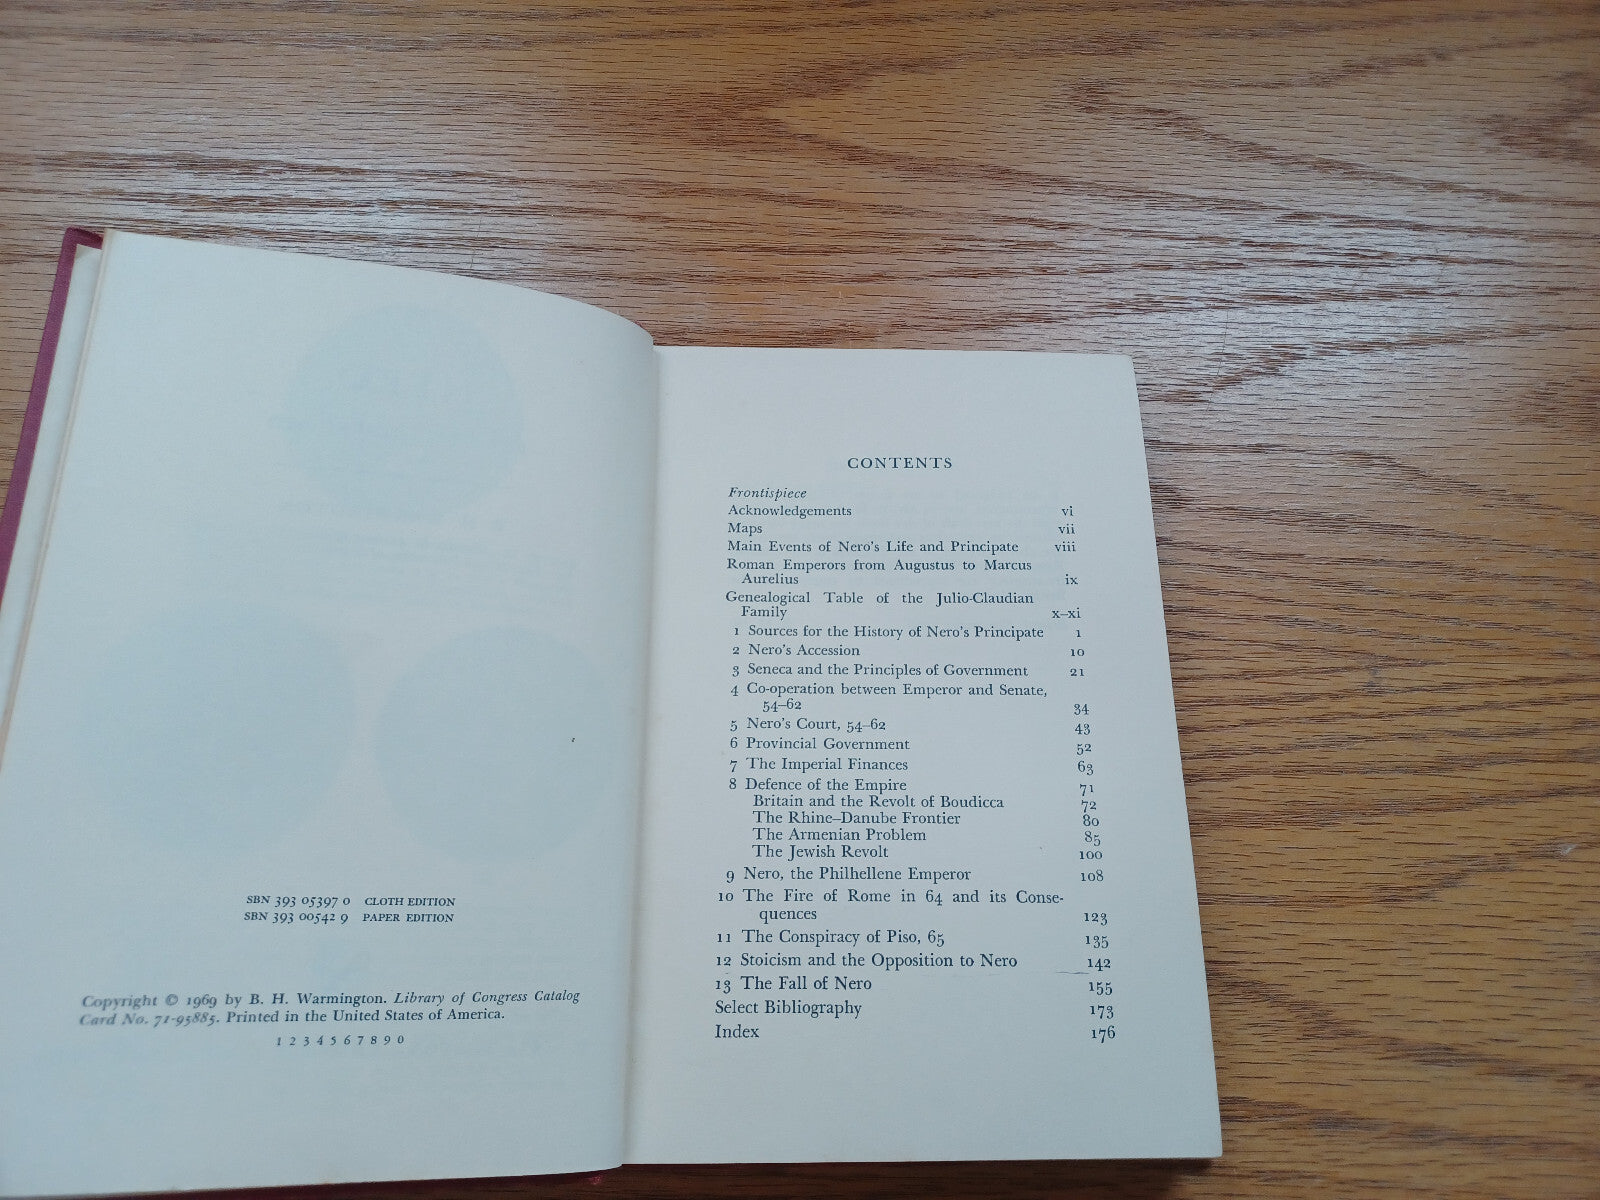 SBN 393 05397 0 CLOTH EDITION
SBN 393 00542 9 PAPER EDITION
Copyright © 1969 by B. H. Warmington. Library of Congress Catalog
Card No. 71-95885. Printed in the United States of America.
1 2 3 4 5 6 7 8 9 0
CONTENTS
Frontispiece
Acknowledgements vi
Maps vii
Main Events of Nero's Life and Principate viii
Roman Emperors from Augustus to Marcus
Aurelius ix
Genealogical Table of the Julio-Claudian
Family x–xi
1 Sources for the History of Nero's Principate 1
2 Nero's Accession 10
3 Seneca and the Principles of Government 21
4 Co-operation between Emperor and Senate,
54–62 34
5 Nero's Court, 54–62 43
6 Provincial Government 52
7 The Imperial Finances 63
8 Defence of the Empire 71
Britain and the Revolt of Boudicca 72
The Rhine–Danube Frontier 80
The Armenian Problem 85
The Jewish Revolt 100
9 Nero, the Philhellene Emperor 108
10 The Fire of Rome in 64 and its Conse-
quences 123
11 The Conspiracy of Piso, 65 135
12 Stoicism and the Opposition to Nero 142
13 The Fall of Nero 155
Select Bibliography 173
Index 176